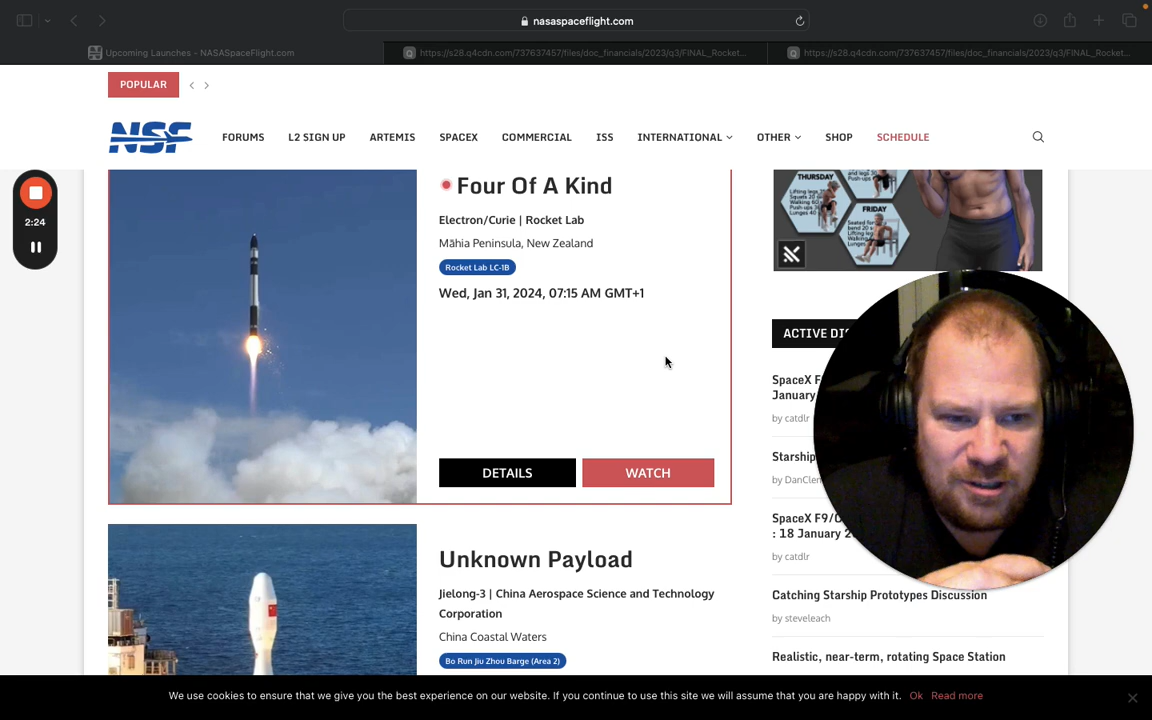 nasaspaceflight.com
Upcoming Launches – NASASpaceFlight.com
https://s28.q4cdn.com/737637457/files/doc_financials/2023/q3/FINAL_Rocket...
https://s28.q4cdn.com/737637457/files/doc_financials/2023/q3/FINAL_Rocket...
POPULAR
NSF
FORUMS
L2 SIGN UP
ARTEMIS
SPACEX
COMMERCIAL
ISS
INTERNATIONAL
OTHER
SHOP
SCHEDULE
2:24
Four Of A Kind
Electron/Curie | Rocket Lab
Māhia Peninsula, New Zealand
Rocket Lab LC-1B
Wed, Jan 31, 2024, 07:15 AM GMT+1
DETAILS
WATCH
Unknown Payload
Jielong-3 | China Aerospace Science and Technology
Corporation
China Coastal Waters
Bo Run Jiu Zhou Barge (Area 2)
THURSDAY
FRIDAY
ACTIVE
SpaceX
January
by catdlr
Starship
by
SpaceX F9/
: 18 January
by catdlr
Catching Starship Prototypes Discussion
by steveleach
Realistic, near-term, rotating Space Station
We use cookies to ensure that we give you the best experience on our website. If you continue to use this site we will assume that you are happy with it.
Ok
Read more